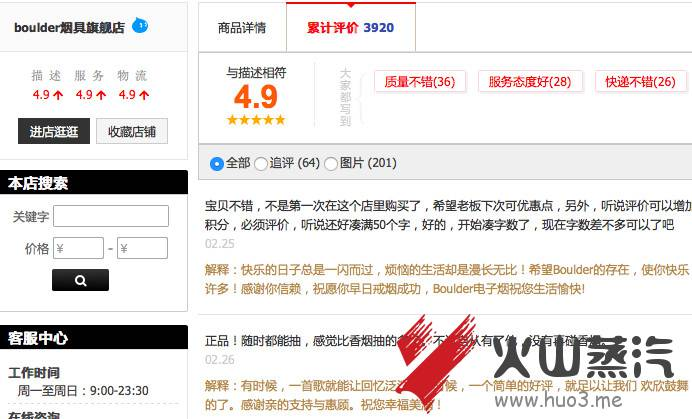 boulder烟具旗舰店
描 述 服 务 物 流
4.9 4.9 4.9
进店逛逛 收藏店铺
本店搜索
关键字
价格 ¥ - ¥
客服中心
工作时间
周一至周日：9:00-23:30
在线咨询
商品详情 累计评价 3920
与描述相符
4.9
大家都写到
质量不错(36) 服务态度好(28) 快递不错(26)
全部 追评 (64) 图片 (201)
宝贝不错，不是第一次在这个店里购买了，希望老板下次可优惠点，另外，听说评价可以增加
积分，必须评价，听说还好凑满50个字，好的，开始凑字数了，现在字数差不多可以了吧
02.25
解释：快乐的日子总是一闪而过，烦恼的生活却是漫长无比！希望Boulder的存在，使你快乐
许多！感谢你信赖，祝愿你早日戒烟成功，Boulder电子烟祝您生活愉快!
正品！随时都能抽，感觉比香烟抽的 从有了他，没有再碰香烟。
02.26
解释：有时候，一首歌就能让回忆泛 候，一个简单的好评，就足以让我们 欢欣鼓舞
的了。感谢亲的支持与惠顾。祝您幸福美
火山蒸汽
www.huo3.me